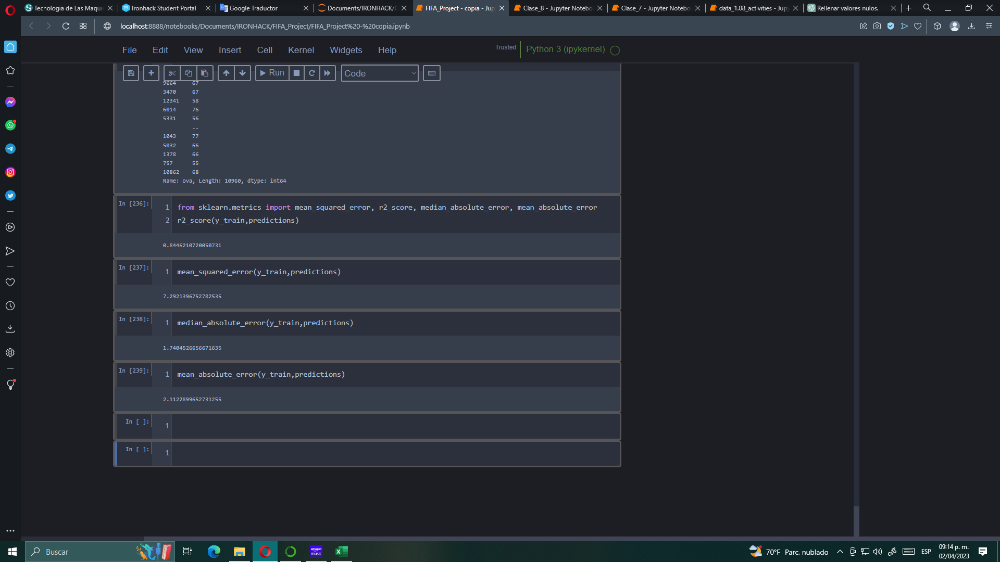 Tecnologia de Las Maqui
Ironhack Student Portal
Google Traductor
Documents/IRONHACK/C
FIFA_Project - copia - Jup
Clase_8 - Jupyter Notebo
Clase_7 - Jupyter Notebo
data_1.08_activities - Jup
Rellenar valores nulos.
localhost:8888/notebooks/Documents/IRONHACK/FIFA_Project/FIFA_Project%20-%20copia.ipynb
File Edit View Insert Cell Kernel Widgets Help
Trusted
Python 3 (ipykernel)
Run
Code
9664 67
3470 67
12341 58
6014 76
5331 56
..
1043 77
5032 66
1378 66
757 55
10862 68
Name: ova, Length: 10960, dtype: int64
In [236]:
1 from sklearn.metrics import mean_squared_error, r2_score, median_absolute_error, mean_absolute_error
2 r2_score(y_train,predictions)
0.8446210720050731
In [237]:
1 mean_squared_error(y_train,predictions)
7.2921396752782535
In [238]:
1 median_absolute_error(y_train,predictions)
1.7404526656671635
In [239]:
1 mean_absolute_error(y_train,predictions)
2.1122899652731255
In [ ]:
1
In [ ]:
1
Buscar
amazon music
70°F Parc. nublado
ESP
09:14 p. m.
02/04/2023